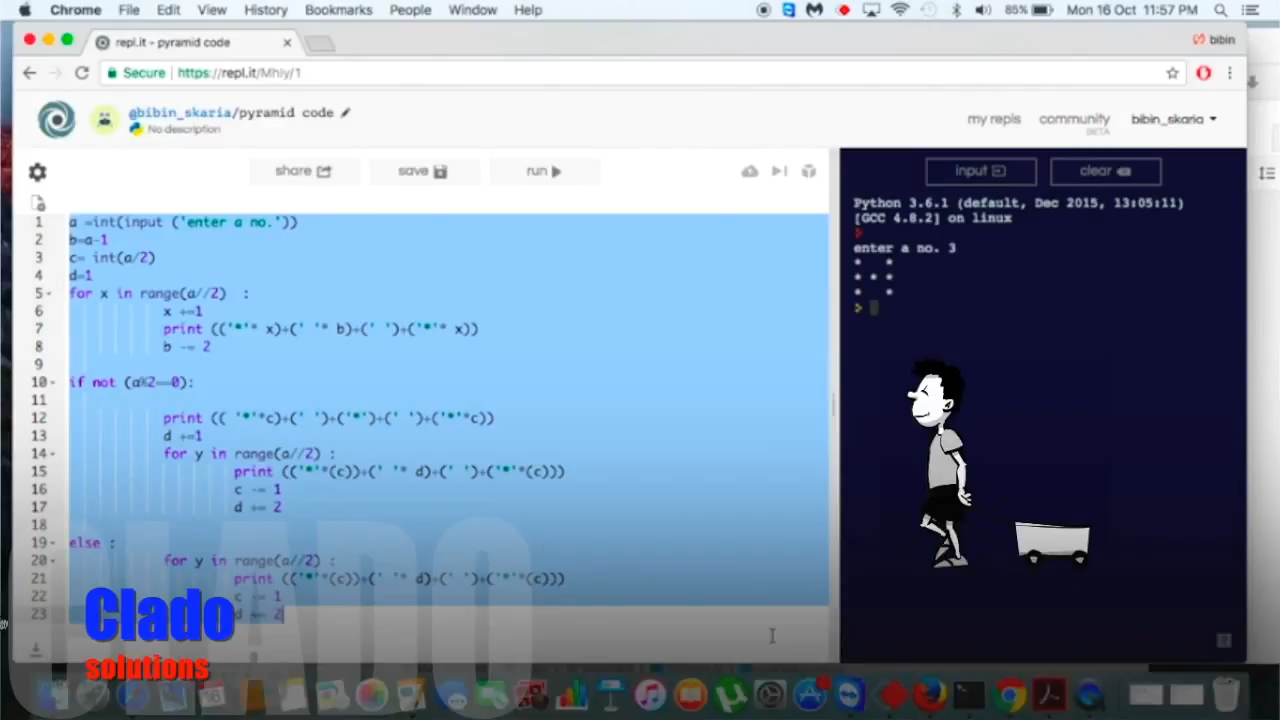 Chrome File Edit View History Bookmarks People Window Help 85% Mon 16 Oct 11:57 PM
repl.it - pyramid code
bibin
Secure https://repl.it/Mhly/1
@bibin_skaria/pyramid code
No description
my repls community bibin_skaria
BETA
share save run
input clear
1 a =int(input ('enter a no.'))
2 b=a-1
3 c= int(a/2)
4 d=1
5 for x in range(a//2)  :
6 x +=1
7 print (('*'* x)+(' '* b)+(' ')+('*'* x))
8 b -= 2
9
10 if not (a%2==0):
11
12 print (( '*'*c)+(' ')+('*')+(' ')+('*'*c))
13 d +=1
14 for y in range(a//2) :
15 print (('*'*(c))+(' '* d)+(' ')+('*'*(c)))
16 c -= 1
17 d += 2
18
19 else :
20 for y in range(a//2) :
21 print (('*'*(c))+(' '* d)+(' ')+('*'*(c)))
22 c -= 1
23 d += 2
Python 3.6.1 (default, Dec 2015, 13:05:11)
[GCC 4.8.2] on linux
>
enter a no. 3
*   *
* * *
*   *
>
CLADO
Clado
solutions